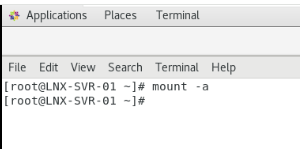 Applications Places Terminal
File Edit View Search Terminal Help
[root@LNX-SVR-01 ~]# mount -a
[root@LNX-SVR-01 ~]#